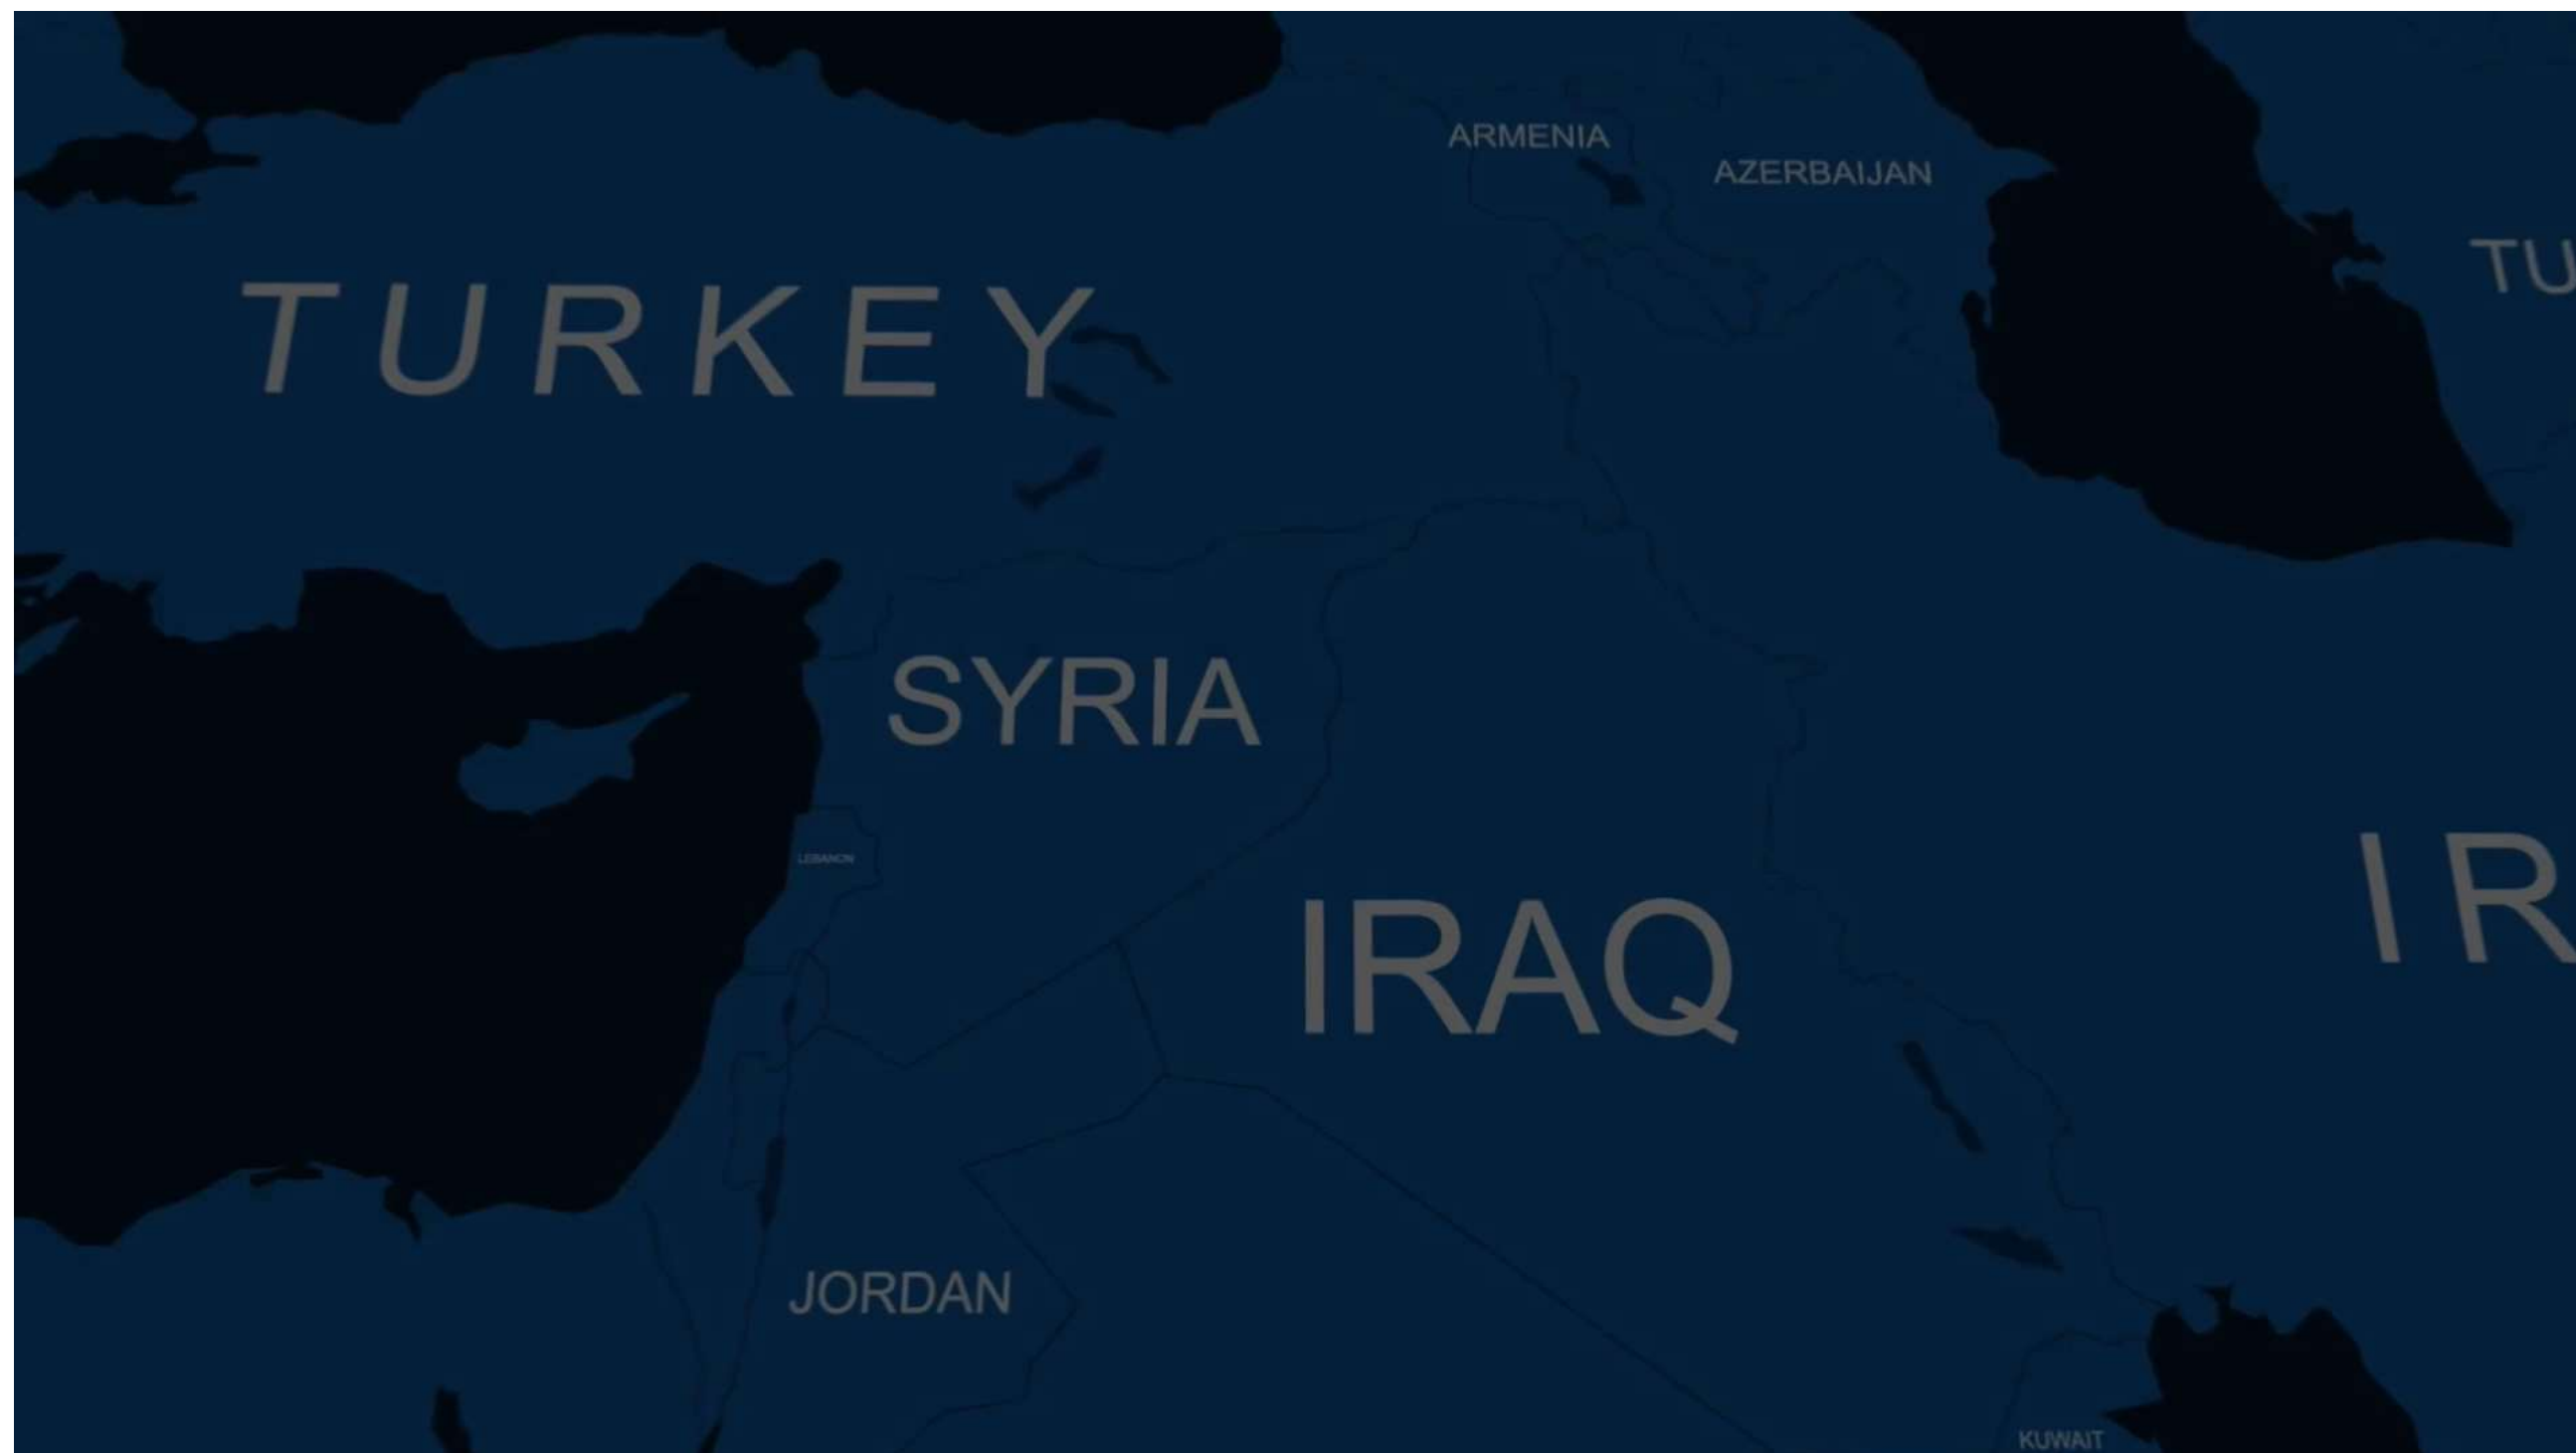 ARMENIA
AZERBAIJAN
TU
TURKEY
SYRIA
LEBANON
IR
IRAQ
JORDAN
KUWAIT